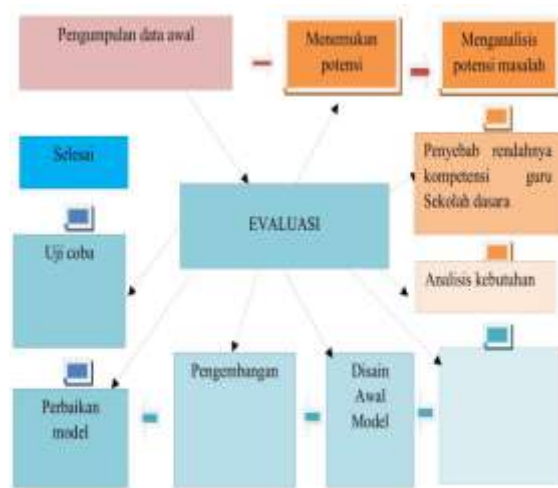 Pengumpulan data awal
Menemukan
potensi
Menganalisis
potensi masalah
Selesai
Penyebab rendahnya
kompetensi guru
Sekolah dasara
EVALUASI
Uji coba
Analisis kebutuhan
Perbaikan
model
Pengembangan
Disain
Awal
Model